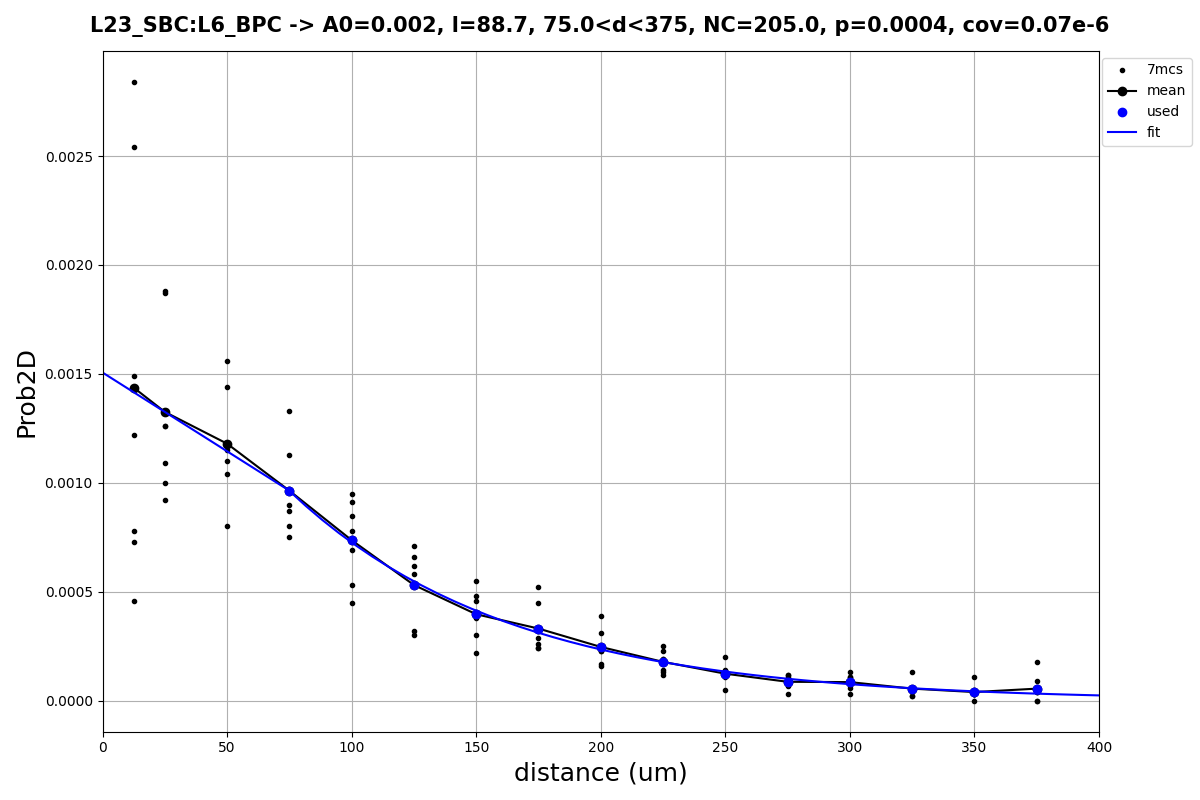 L23_SBC:L6_BPC -> A0=0.002, l=88.7, 75.0<d<375, NC=205.0, p=0.0004, cov=0.07e-6
7mcs
mean
used
fit
Prob2D
0.0025
0.0020
0.0015
0.0010
0.0005
0.0000
0 50 100 150 200 250 300 350 400
distance (um)